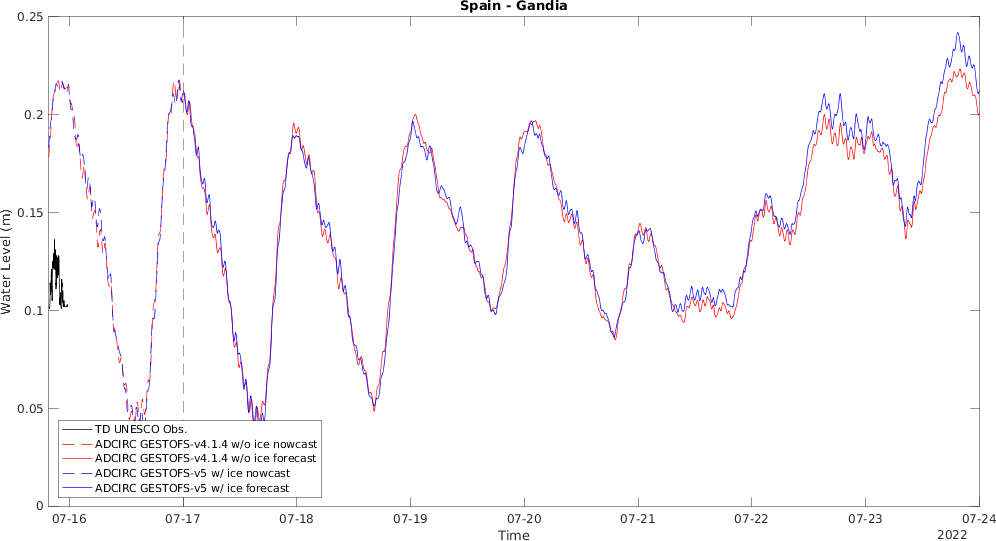 Spain - Gandia
0.25
0.2
0.15
0.1
0.05
0
Water Level (m)
TD UNESCO Obs.
ADCIRC GESTOFS-v4.1.4 w/o ice nowcast
ADCIRC GESTOFS-v4.1.4 w/o ice forecast
ADCIRC GESTOFS-v5 w/ ice nowcast
ADCIRC GESTOFS-v5 w/ ice forecast
07-16 07-17 07-18 07-19 07-20 07-21 07-22 07-23 07-24
Time
2022